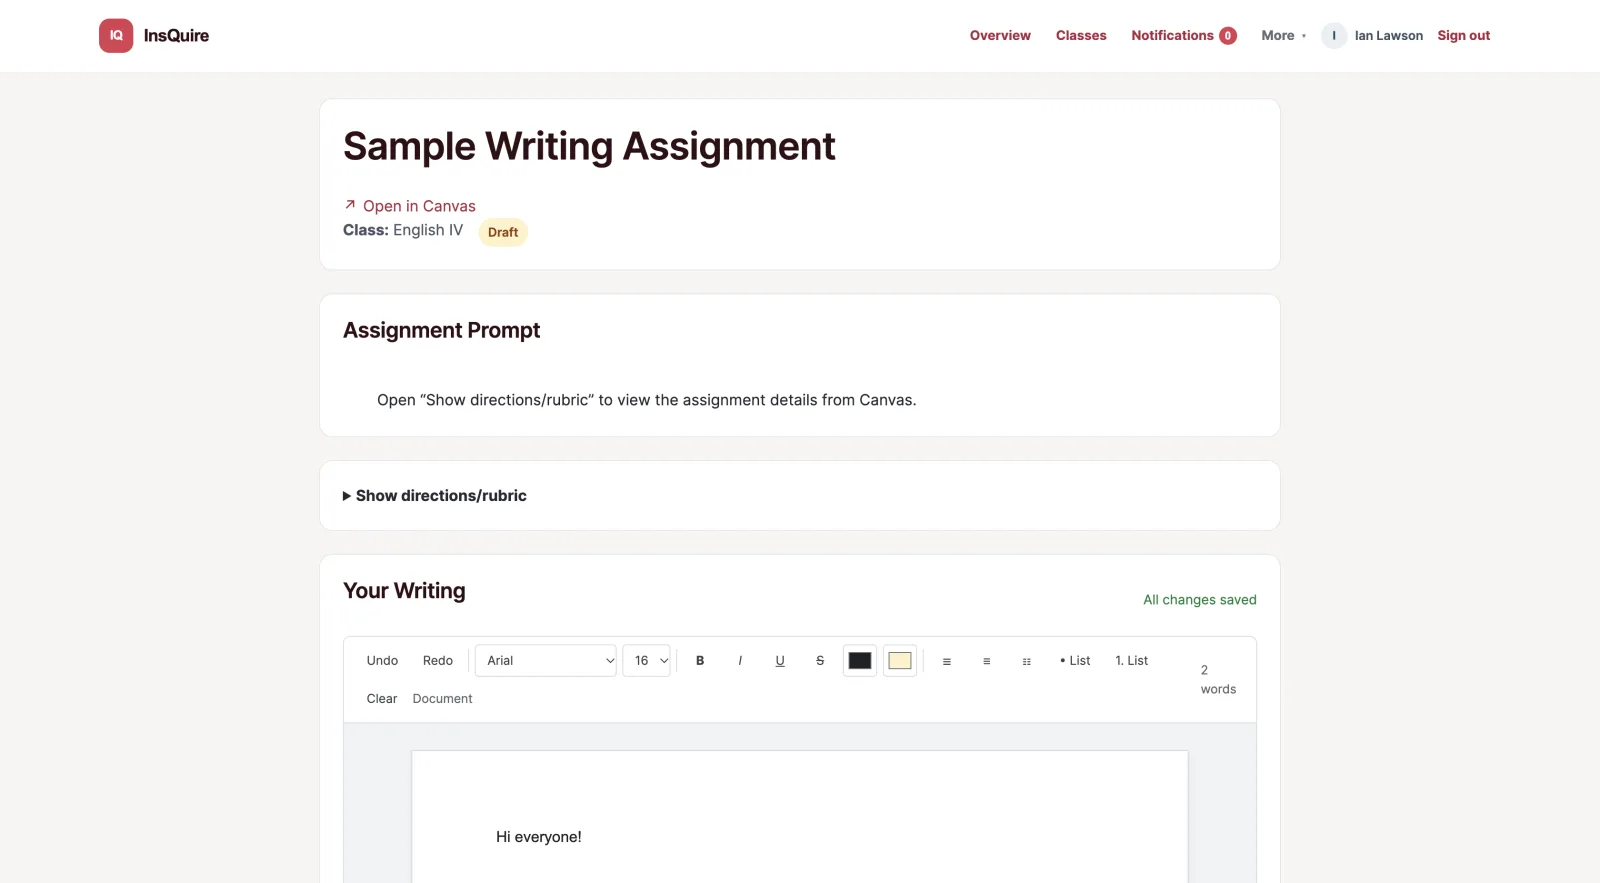 IQ InsQuire Overview Classes Notifications 0 More I Ian Lawson Sign out
Sample Writing Assignment
Open in Canvas
Class: English IV Draft
Assignment Prompt
Open “Show directions/rubric” to view the assignment details from Canvas.
Show directions/rubric
Your Writing
All changes saved
Undo Redo Arial 16 B I U S • List 1. List
2 words
Clear Document
Hi everyone!